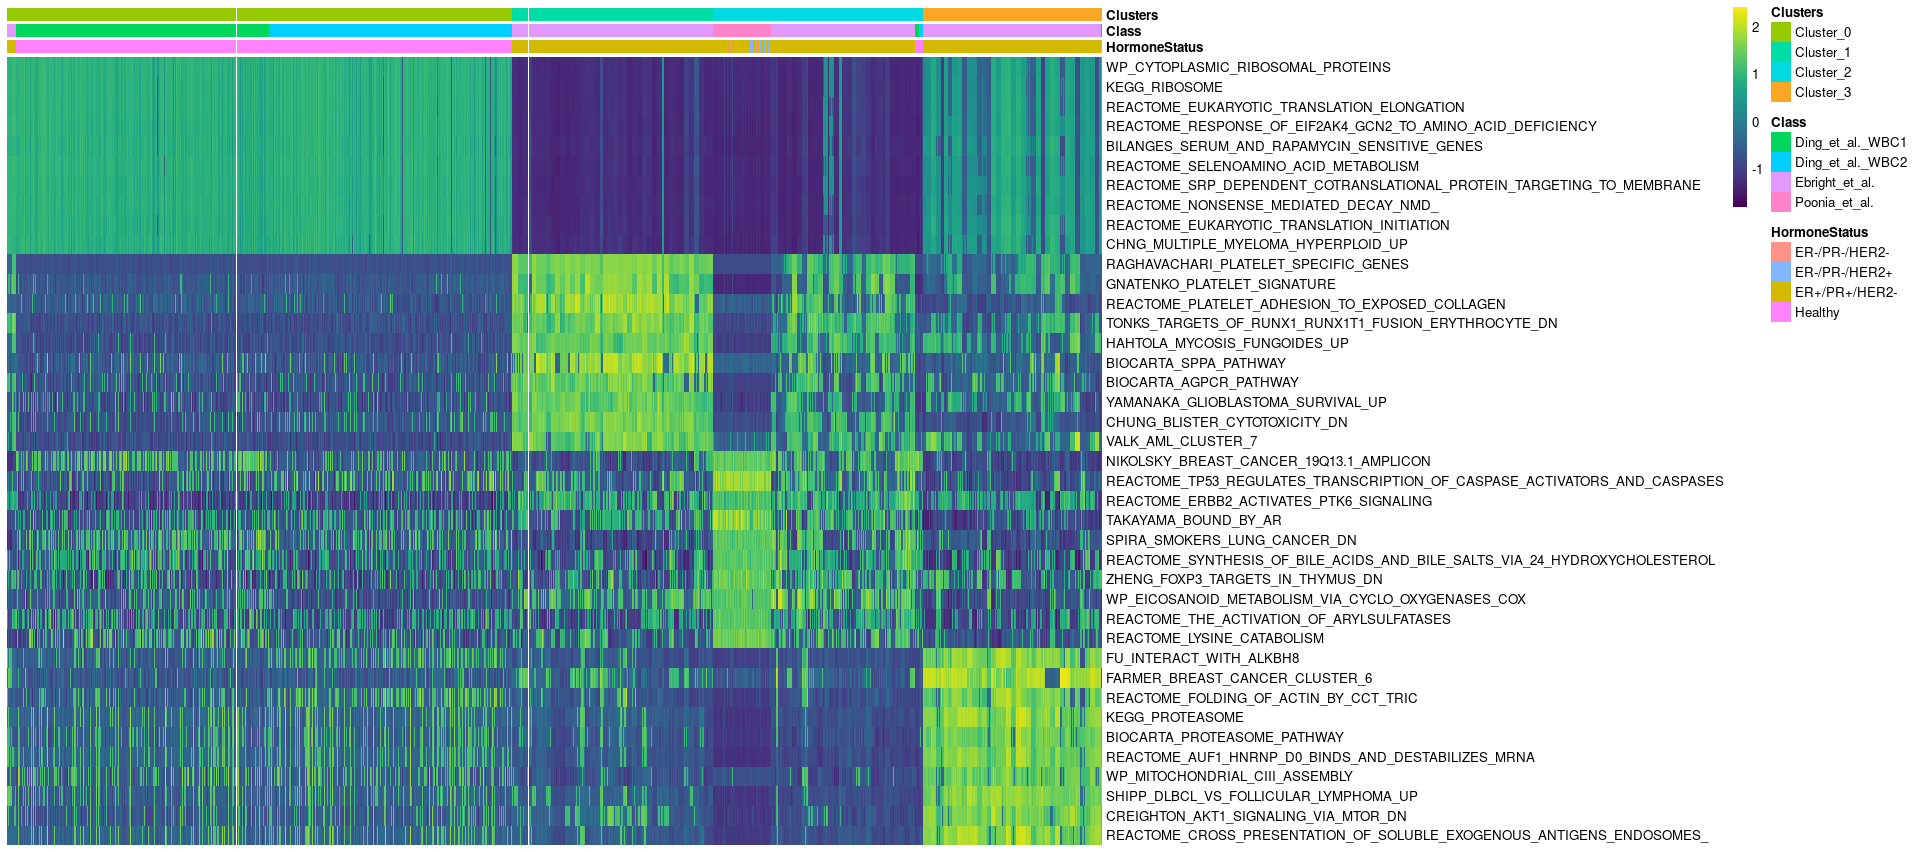 Clusters
Class
HormoneStatus
WP_CYTOPLASMIC_RIBOSOMAL_PROTEINS
KEGG_RIBOSOME
REACTOME_EUKARYOTIC_TRANSLATION_ELONGATION
REACTOME_RESPONSE_OF_EIF2AK4_GCN2_TO_AMINO_ACID_DEFICIENCY
BILANGES_SERUM_AND_RAPAMYCIN_SENSITIVE_GENES
REACTOME_SELENOAMINO_ACID_METABOLISM
REACTOME_SRP_DEPENDENT_COTRANSLATIONAL_PROTEIN_TARGETING_TO_MEMBRANE
REACTOME_NONSENSE_MEDIATED_DECAY_NMD_
REACTOME_EUKARYOTIC_TRANSLATION_INITIATION
CHNG_MULTIPLE_MYELOMA_HYPERPLOID_UP
RAGHAVACHARI_PLATELET_SPECIFIC_GENES
GNATENKO_PLATELET_SIGNATURE
REACTOME_PLATELET_ADHESION_TO_EXPOSED_COLLAGEN
TONKS_TARGETS_OF_RUNX1_RUNX1T1_FUSION_ERYTHROCYTE_DN
HAHTOLA_MYCOSIS_FUNGOIDES_UP
BIOCARTA_SPPA_PATHWAY
BIOCARTA_AGPCR_PATHWAY
YAMANAKA_GLIOBLASTOMA_SURVIVAL_UP
CHUNG_BLISTER_CYTOTOXICITY_DN
VALK_AML_CLUSTER_7
NIKOLSKY_BREAST_CANCER_19Q13.1_AMPLICON
REACTOME_TP53_REGULATES_TRANSCRIPTION_OF_CASPASE_ACTIVATORS_AND_CASPASES
REACTOME_ERBB2_ACTIVATES_PTK6_SIGNALING
TAKAYAMA_BOUND_BY_AR
SPIRA_SMOKERS_LUNG_CANCER_DN
REACTOME_SYNTHESIS_OF_BILE_ACIDS_AND_BILE_SALTS_VIA_24_HYDROXYCHOLESTEROL
ZHENG_FOXP3_TARGETS_IN_THYMUS_DN
WP_EICOSANOID_METABOLISM_VIA_CYCLO_OXYGENASES_COX
REACTOME_THE_ACTIVATION_OF_ARYLSULFATASES
REACTOME_LYSINE_CATABOLISM
FU_INTERACT_WITH_ALKBH8
FARMER_BREAST_CANCER_CLUSTER_6
REACTOME_FOLDING_OF_ACTIN_BY_CCT_TRIC
KEGG_PROTEASOME
BIOCARTA_PROTEASOME_PATHWAY
REACTOME_AUF1_HNRNP_D0_BINDS_AND_DESTABILIZES_MRNA
WP_MITOCHONDRIAL_CIII_ASSEMBLY
SHIPP_DLBCL_VS_FOLLICULAR_LYMPHOMA_UP
CREIGHTON_AKT1_SIGNALING_VIA_MTOR_DN
REACTOME_CROSS_PRESENTATION_OF_SOLUBLE_EXOGENOUS_ANTIGENS_ENDOSOMES_
2
1
0
-1
Clusters
Cluster_0
Cluster_1
Cluster_2
Cluster_3
Class
Ding_et_al._WBC1
Ding_et_al._WBC2
Ebright_et_al.
Poonia_et_al.
HormoneStatus
ER-/PR-/HER2-
ER-/PR-/HER2+
ER+/PR+/HER2-
Healthy